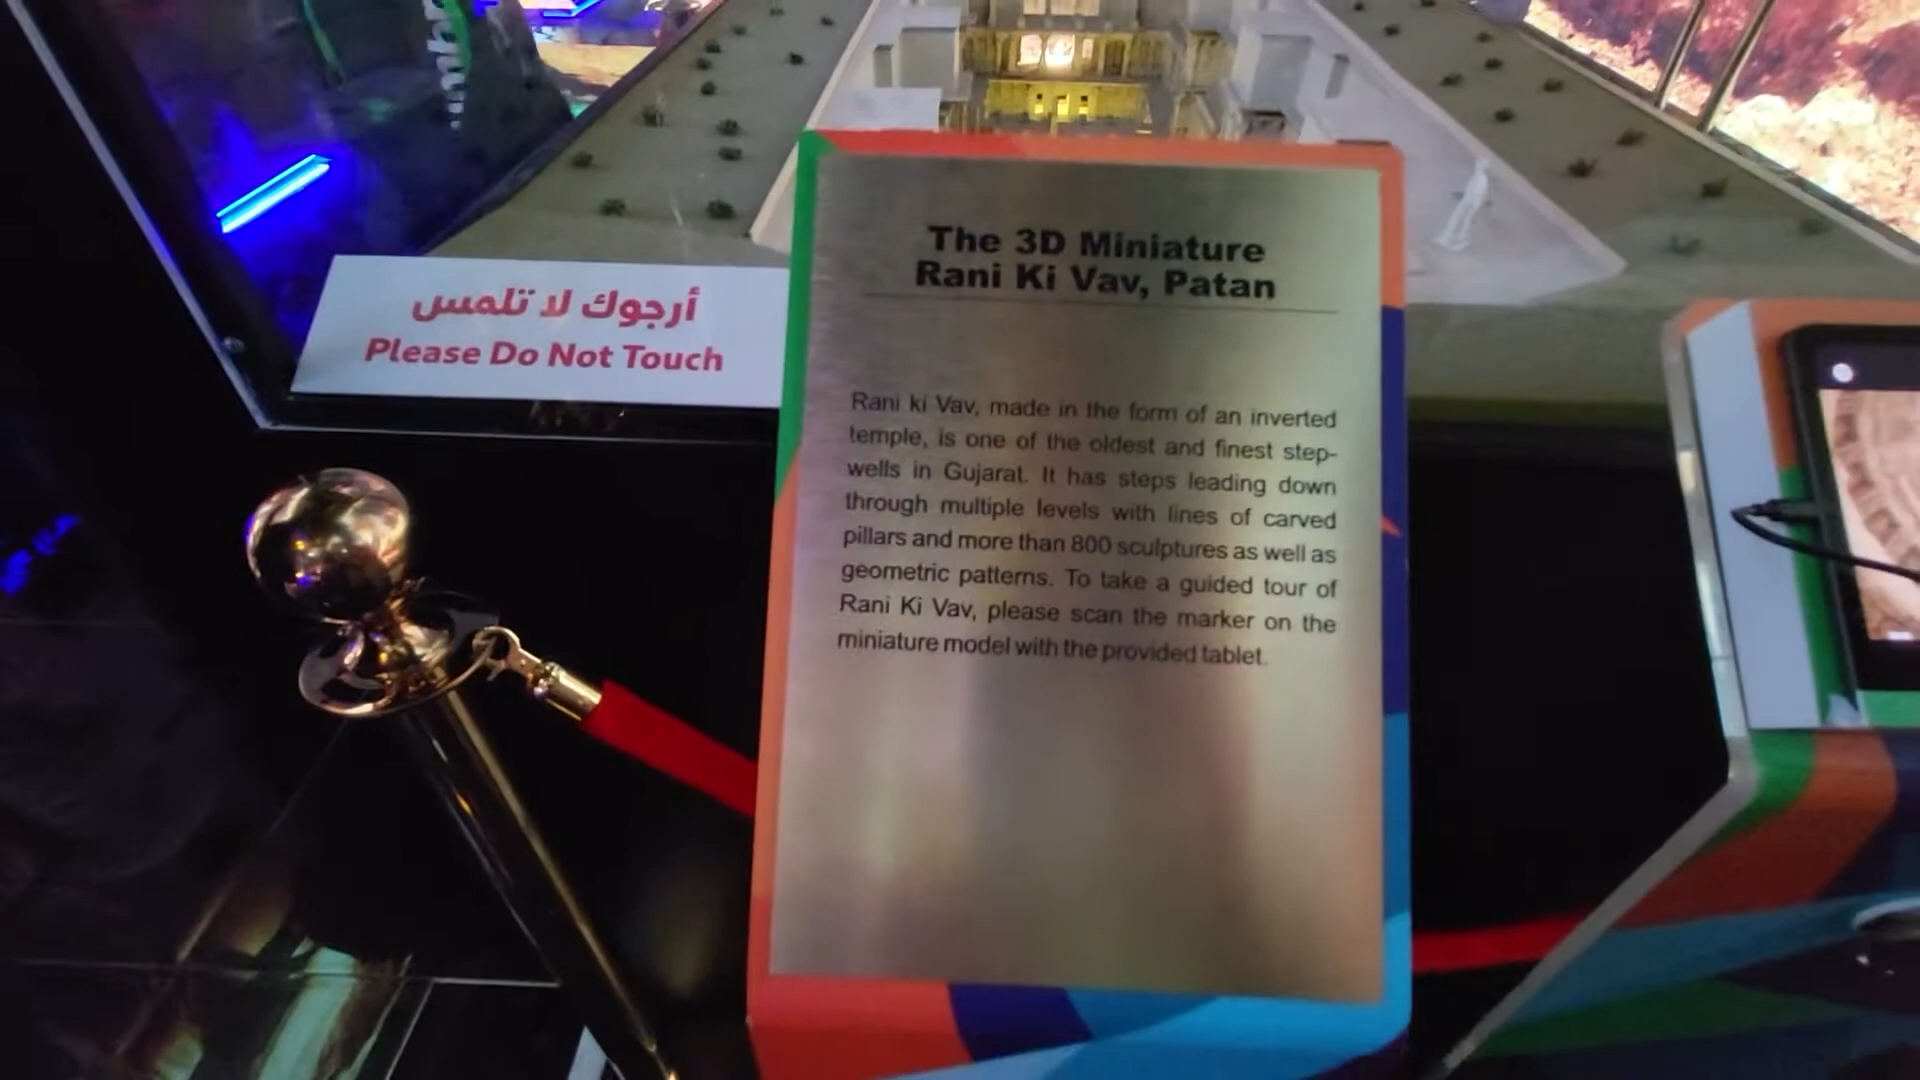 The 3D Miniature
Rani Ki Vav, Patan
أرجوك لا تلمس
Please Do Not Touch
Rani ki Vav, made in the form of an inverted
temple, is one of the oldest and finest step-
wells in Gujarat. It has steps leading down
through multiple levels with lines of carved
pillars and more than 800 sculptures as well as
geometric patterns. To take a guided tour of
Rani Ki Vav, please scan the marker on the
miniature model with the provided tablet.